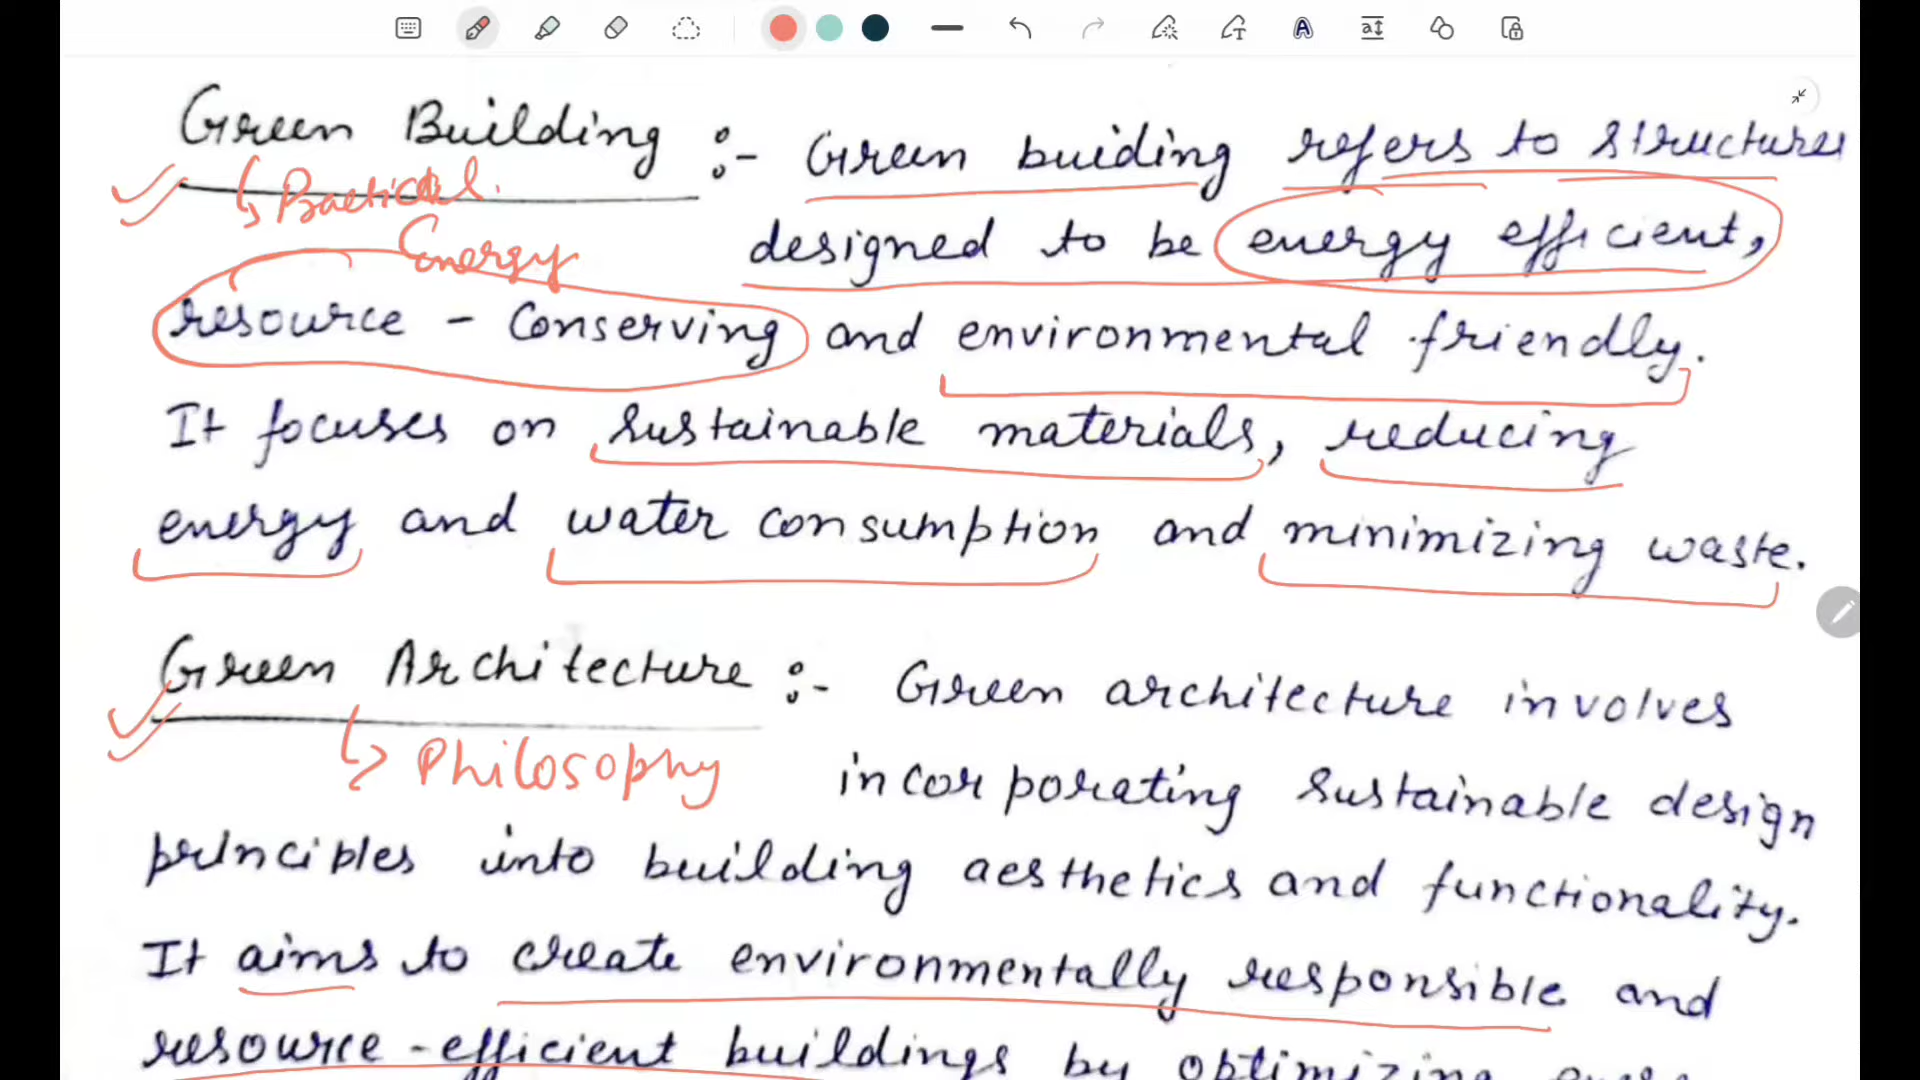 Green Building :- Green buiding refers to structures
↳ Practical.
Energy
designed to be energy efficient,
resource - conserving and environmental friendly.
It focuses on sustainable materials, reducing
energy and water consumption and minimizing waste.
Green Architecture :- Green architecture involves
↳ Philosophy
incorporating sustainable design
principles into building aesthetics and functionality.
It aims to create environmentally responsible and
resource-efficient buildings by optimizing